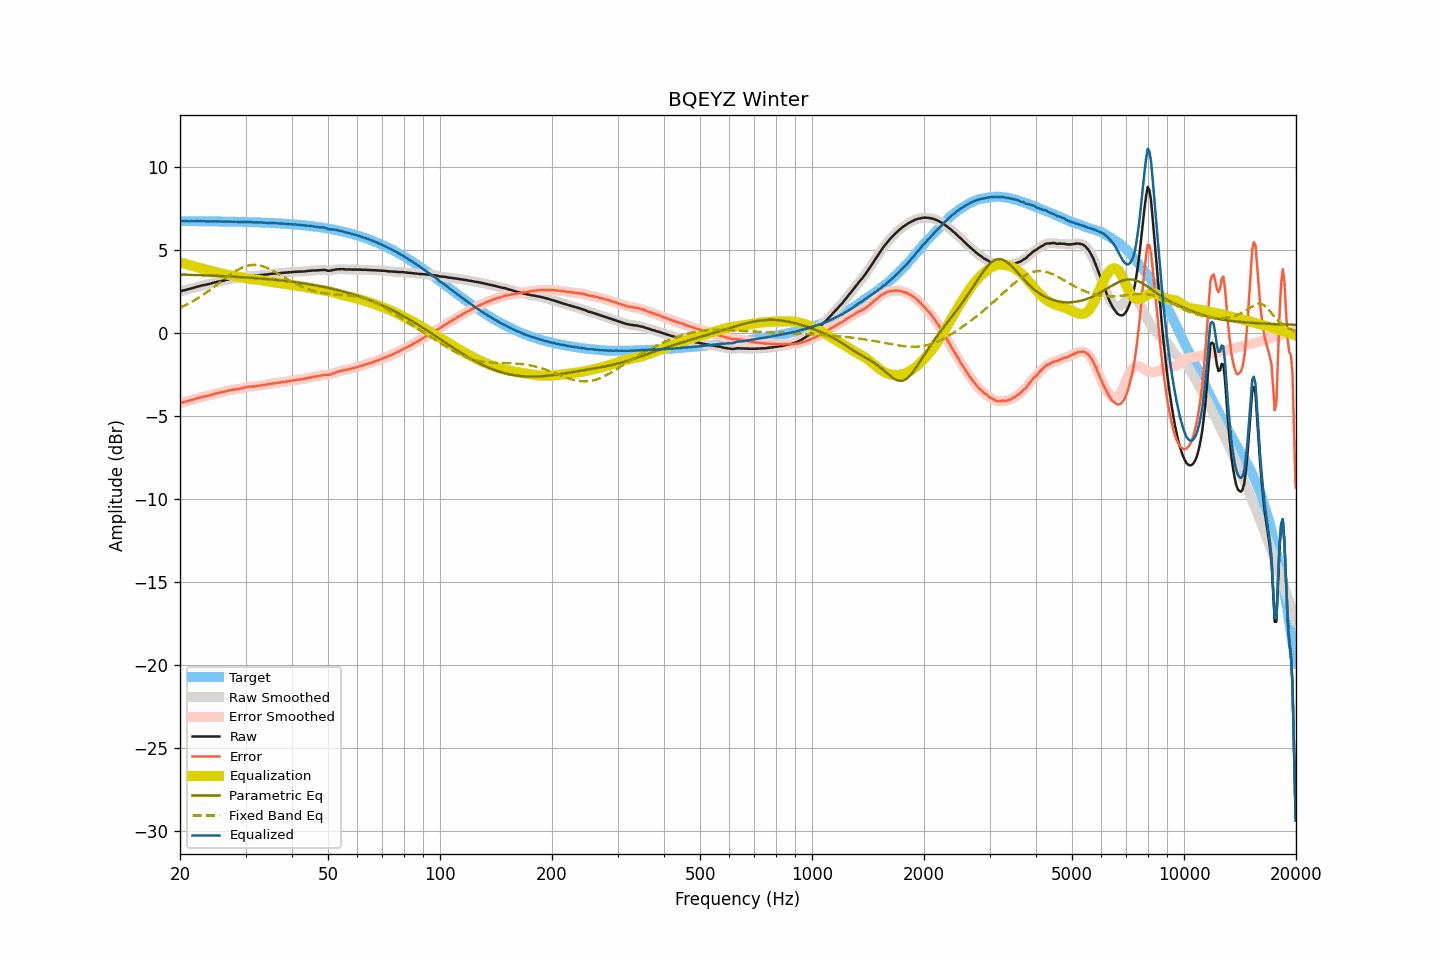 BQEYZ Winter
10
5
0
−5
−10
−15
−20
−25
−30
Amplitude (dBr)
Target
Raw Smoothed
Error Smoothed
Raw
Error
Equalization
Parametric Eq
Fixed Band Eq
Equalized
20 50 100 200 500 1000 2000 5000 10000 20000
Frequency (Hz)